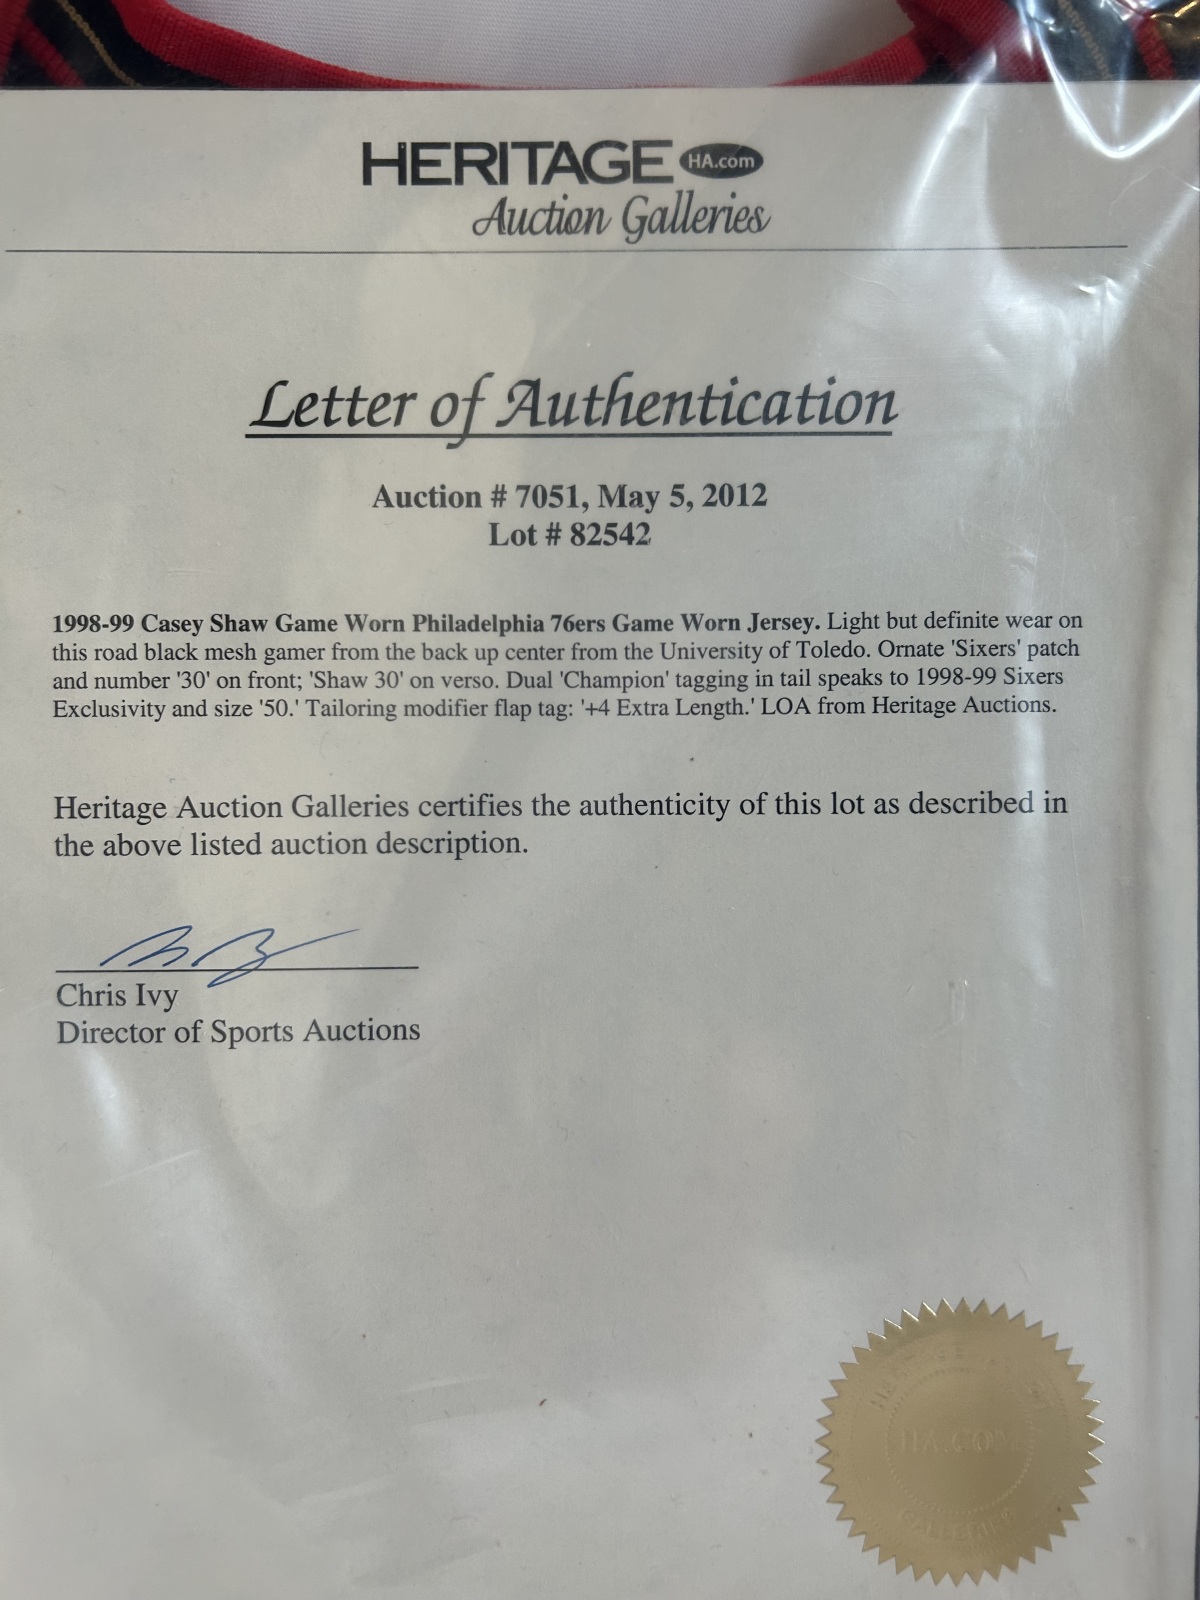 HERITAGE HA.com
Auction Galleries
Letter of Authentication
Auction # 7051, May 5, 2012
Lot # 82542
1998-99 Casey Shaw Game Worn Philadelphia 76ers Game Worn Jersey. Light but definite wear on
this road black mesh gamer from the back up center from the University of Toledo. Ornate 'Sixers' patch
and number '30' on front; 'Shaw 30' on verso. Dual 'Champion' tagging in tail speaks to 1998-99 Sixers
Exclusivity and size '50.' Tailoring modifier flap tag: '+4 Extra Length.' LOA from Heritage Auctions.
Heritage Auction Galleries certifies the authenticity of this lot as described in
the above listed auction description.
Chris Ivy
Director of Sports Auctions
HA.COM
GALLERIES